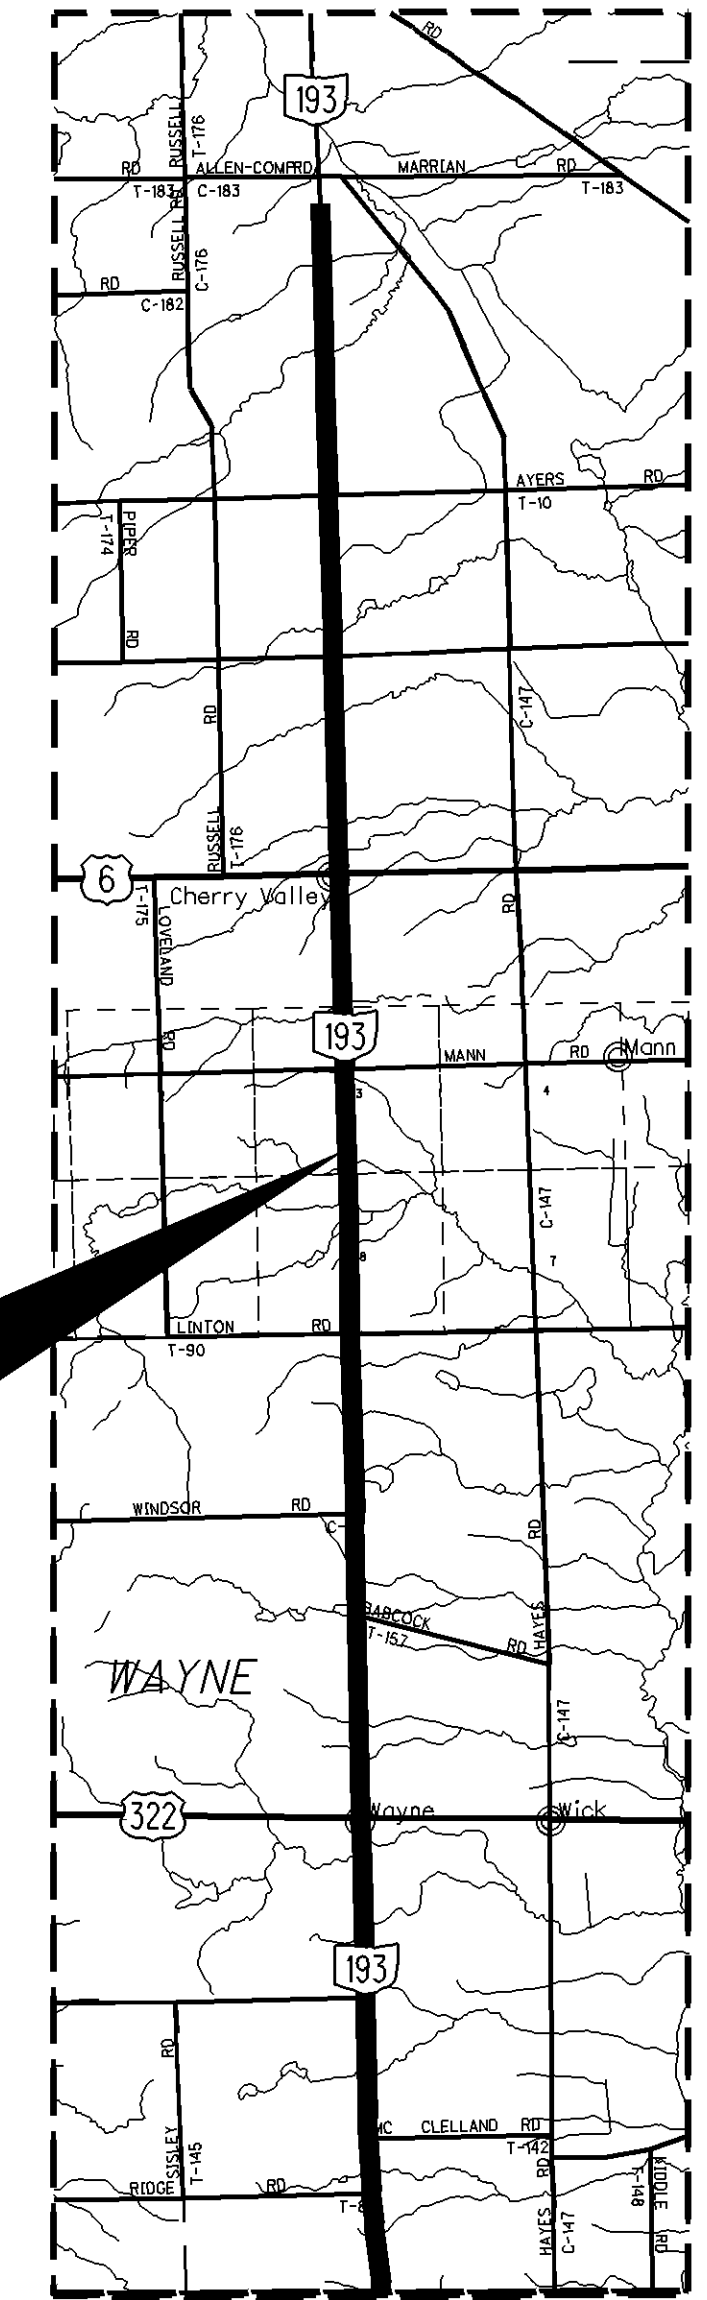 RD
193
RUSSELL
T-176
RD ALLEN-COMP RD MARRIAN RD
T-183 C-183 T-183
RUSSELL RD
C-176
RD
C-182
AYERS RD
T-10
PIPER
T-174
RD
RD
C-147
RUSSELL
T-176
6
Cherry Valley
T-175
LOVELAND
RD
RD
193
MANN RD Mann
3 4
C-147
8 7
LINTON RD
T-90
WINDSOR RD
C-
RD
BABCOCK
T-157 RD
HAYES
WAYNE
C-147
322
Wayne Wick
193
RD
SISLEY
T-145
MC CLELLAND RD
T-142
RIDGE RD
T-8
RD
HAYES
C-147
KIDDLE
T-148
RD